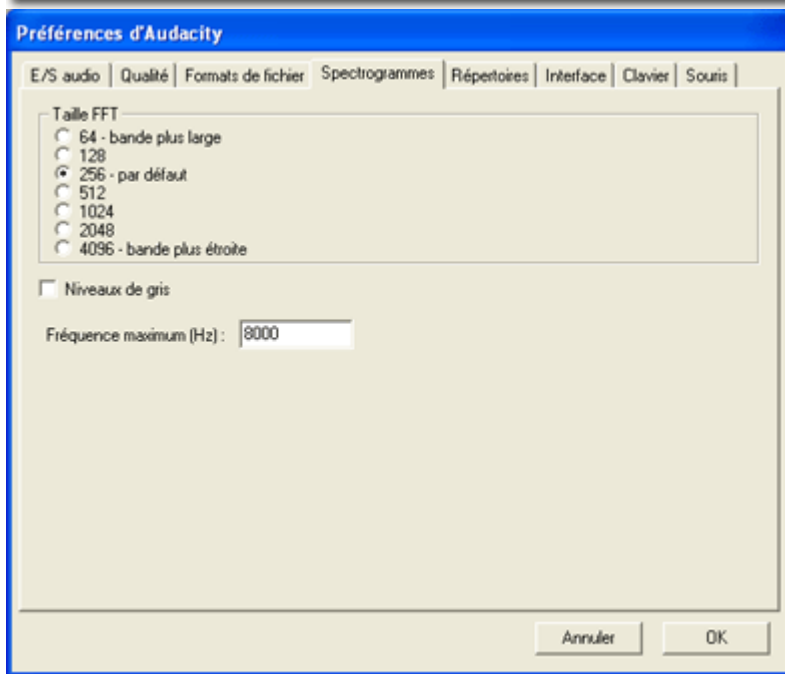 Préférences d'Audacity
E/S audio Qualité Formats de fichier Spectrogrammes Répertoires Interface Clavier Souris
Taille FFT
64 - bande plus large
128
256 - par défaut
512
1024
2048
4096 - bande plus étroite
Niveaux de gris
Fréquence maximum (Hz) : 8000
Annuler OK